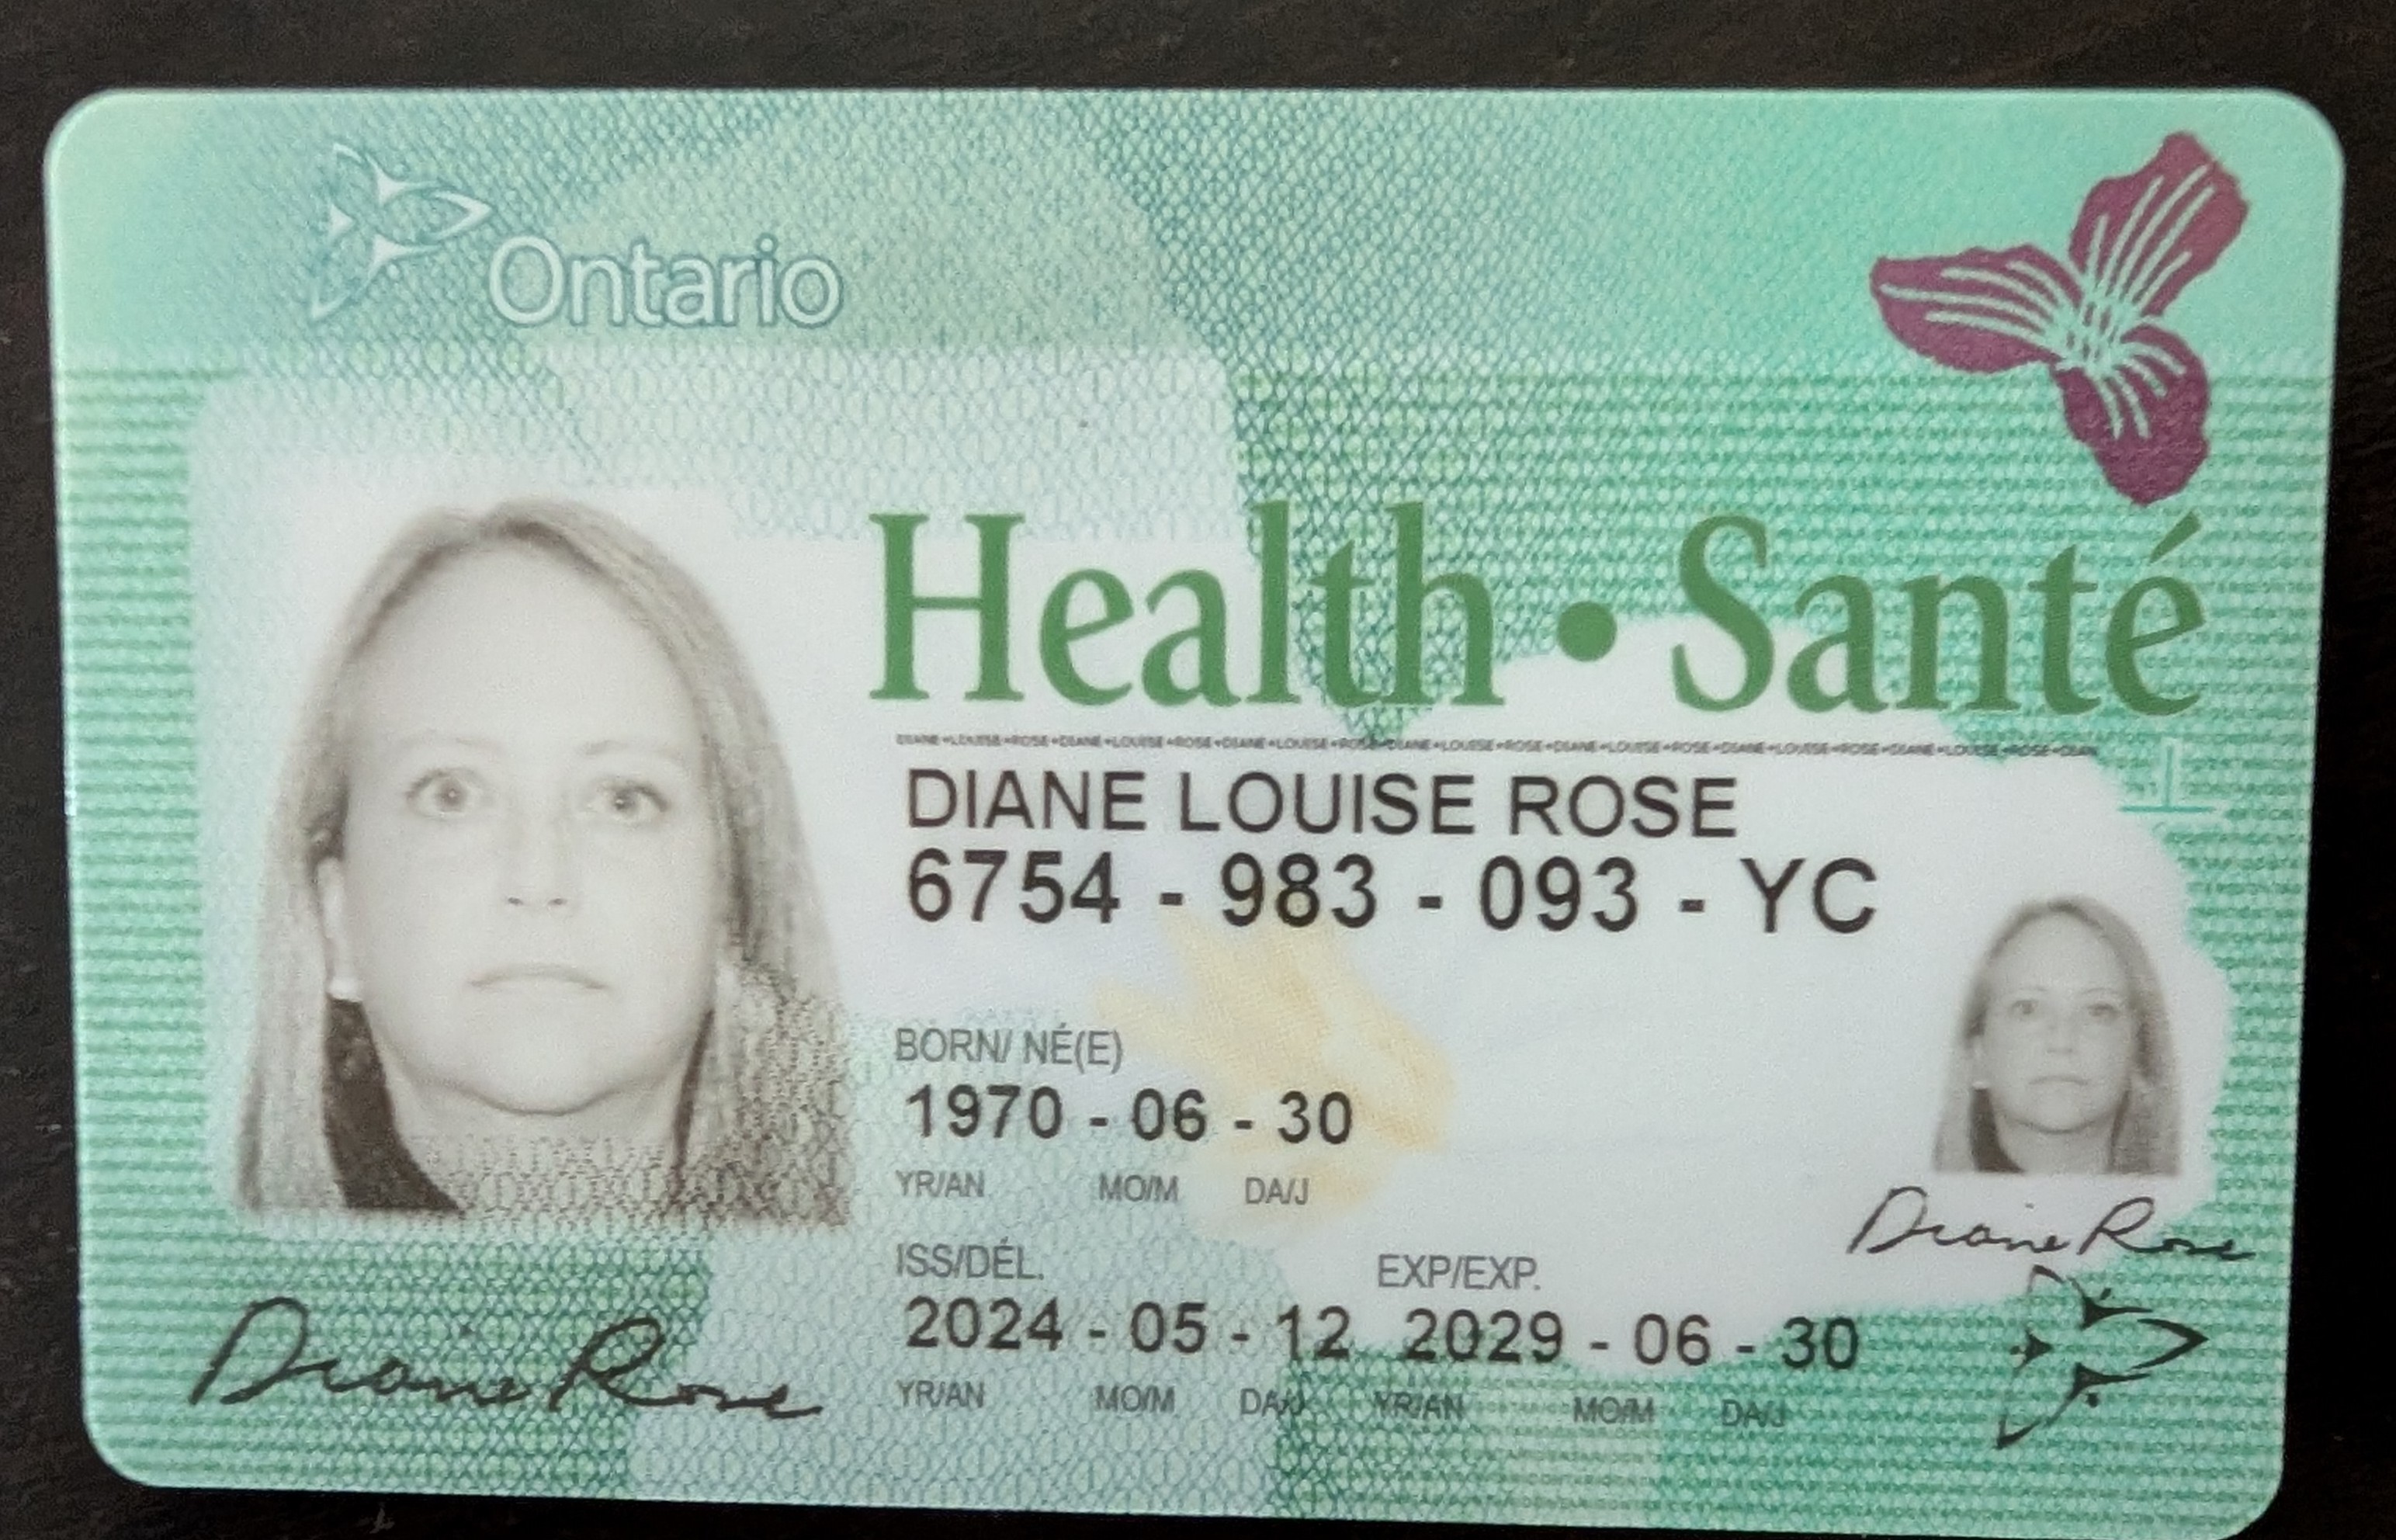 Ontario
Health • Santé
DIANE+LOUISE+ROSE+DIANE+LOUISE+ROSE+DIANE+LOUISE+ROSE+DIANE+LOUISE+ROSE+DIANE+LOUISE+ROSE+DIANE+LOUISE+ROSE+DIANE+LOUISE+ROSE+DIAN
DIANE LOUISE ROSE
6754 - 983 - 093 - YC
BORN/ NÉ(E)
1970 - 06 - 30
YR/AN MO/M DA/J
Diane Rose
ISS/DÉL. EXP/EXP.
2024 - 05 - 12 2029 - 06 - 30
YR/AN MO/M DA/J YR/AN MO/M DA/J
Diane Rose